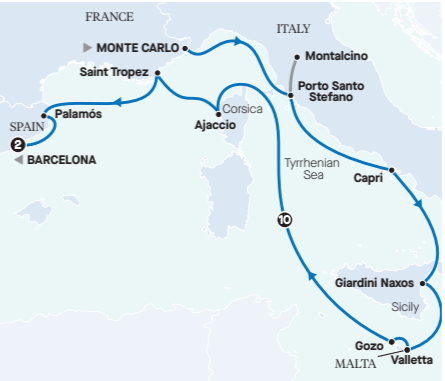 FRANCE
ITALY
MONTE CARLO
Montalcino
Saint Tropez
Porto Santo
Stefano
Corsica
Palamós
Ajaccio
SPAIN
2
BARCELONA
Tyrrhenian
Sea
Capri
10
Giardini Naxos
Sicily
Gozo
Valletta
MALTA